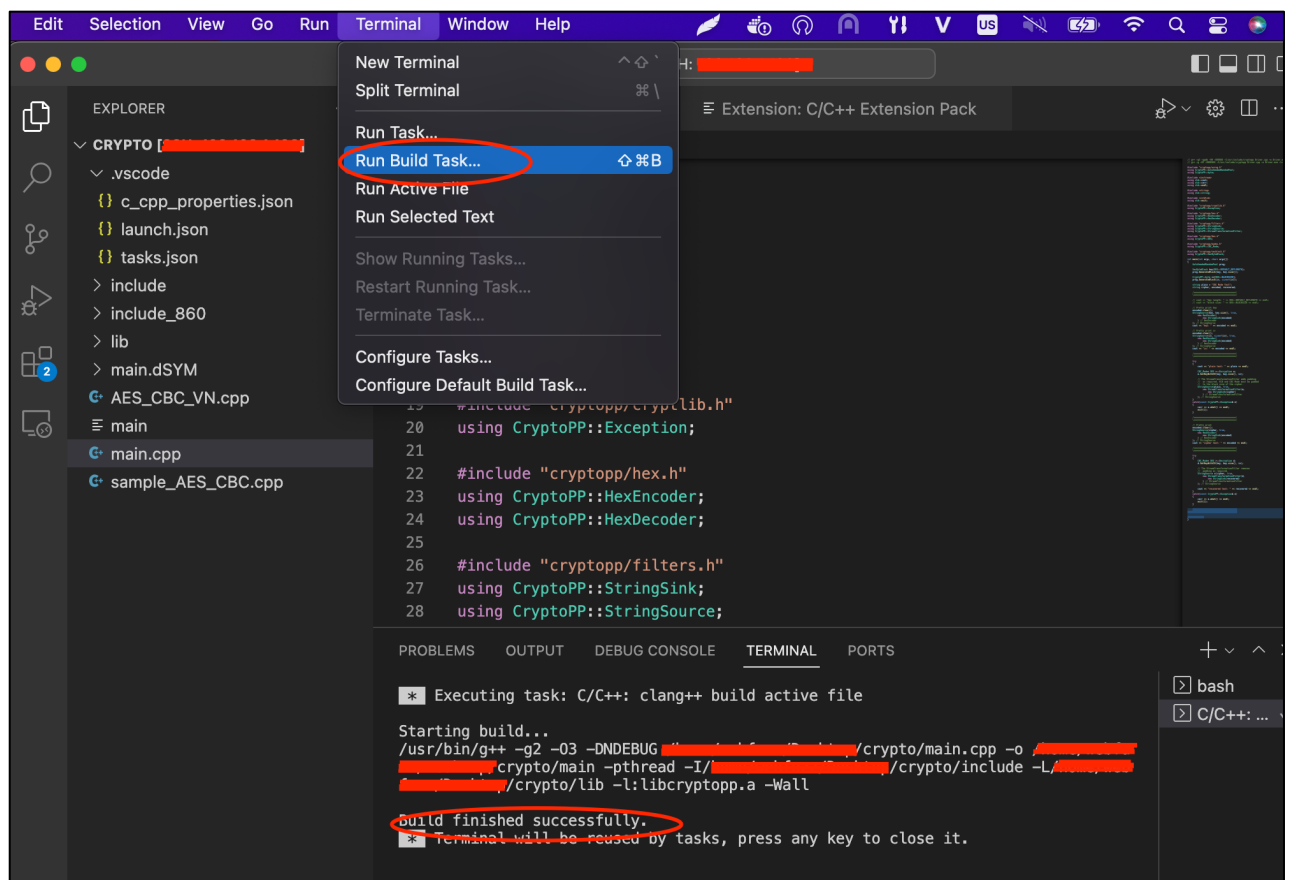 Edit Selection View Go Run Terminal Window Help US
New Terminal ^⇧`
Split Terminal ⌘\
Run Task...
Run Build Task... ⇧⌘B
Run Active File
Run Selected Text
Show Running Tasks...
Restart Running Task...
Terminate Task...
Configure Tasks...
Configure Default Build Task...
H:
Extension: C/C++ Extension Pack
EXPLORER
CRYPTO [
.vscode
{} c_cpp_properties.json
{} launch.json
{} tasks.json
include
include_860
lib
main.dSYM
AES_CBC_VN.cpp
main
main.cpp
sample_AES_CBC.cpp
2
19 #include "cryptopp/cryptlib.h"
20 using CryptoPP::Exception;
21
22 #include "cryptopp/hex.h"
23 using CryptoPP::HexEncoder;
24 using CryptoPP::HexDecoder;
25
26 #include "cryptopp/filters.h"
27 using CryptoPP::StringSink;
28 using CryptoPP::StringSource;
PROBLEMS OUTPUT DEBUG CONSOLE TERMINAL PORTS
bash
C/C++: ...
* Executing task: C/C++: clang++ build active file
Starting build...
/usr/bin/g++ -g2 -O3 -DNDEBUG /crypto/main.cpp -o
crypto/main -pthread -I/ /crypto/include -L/
/crypto/lib -l:libcryptopp.a -Wall
Build finished successfully.
* Terminal will be reused by tasks, press any key to close it.